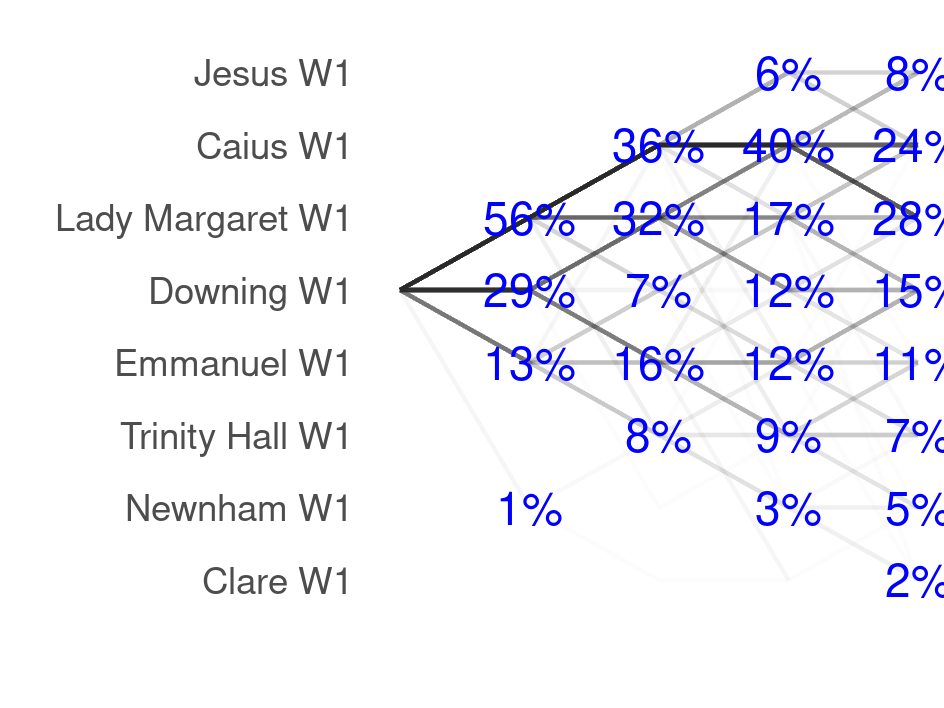 Jesus W1 6% 8%
Caius W1 36% 40% 24%
Lady Margaret W1 56% 32% 17% 28%
Downing W1 29% 7% 12% 15%
Emmanuel W1 13% 16% 12% 11%
Trinity Hall W1 8% 9% 7%
Newnham W1 1% 3% 5%
Clare W1 2%